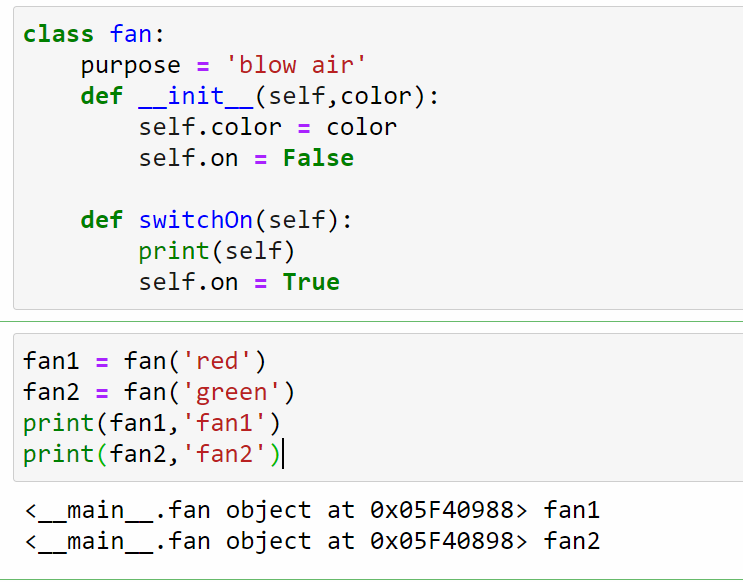 class fan:
    purpose = 'blow air'
    def __init__(self,color):
        self.color = color
        self.on = False
    def switchOn(self):
        print(self)
        self.on = True
fan1 = fan('red')
fan2 = fan('green')
print(fan1,'fan1')
print(fan2,'fan2')
<__main__.fan object at 0x05F40988> fan1
<__main__.fan object at 0x05F40898> fan2